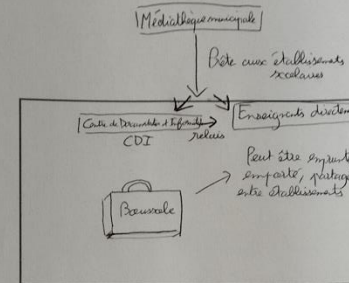 Médiathèque municipale
Prête aux établissements
scolaires
Centre de Documentation et Information
relais
Enseignants directem
CDI
Peut être emprunté
emporté, partagé
entre établissements